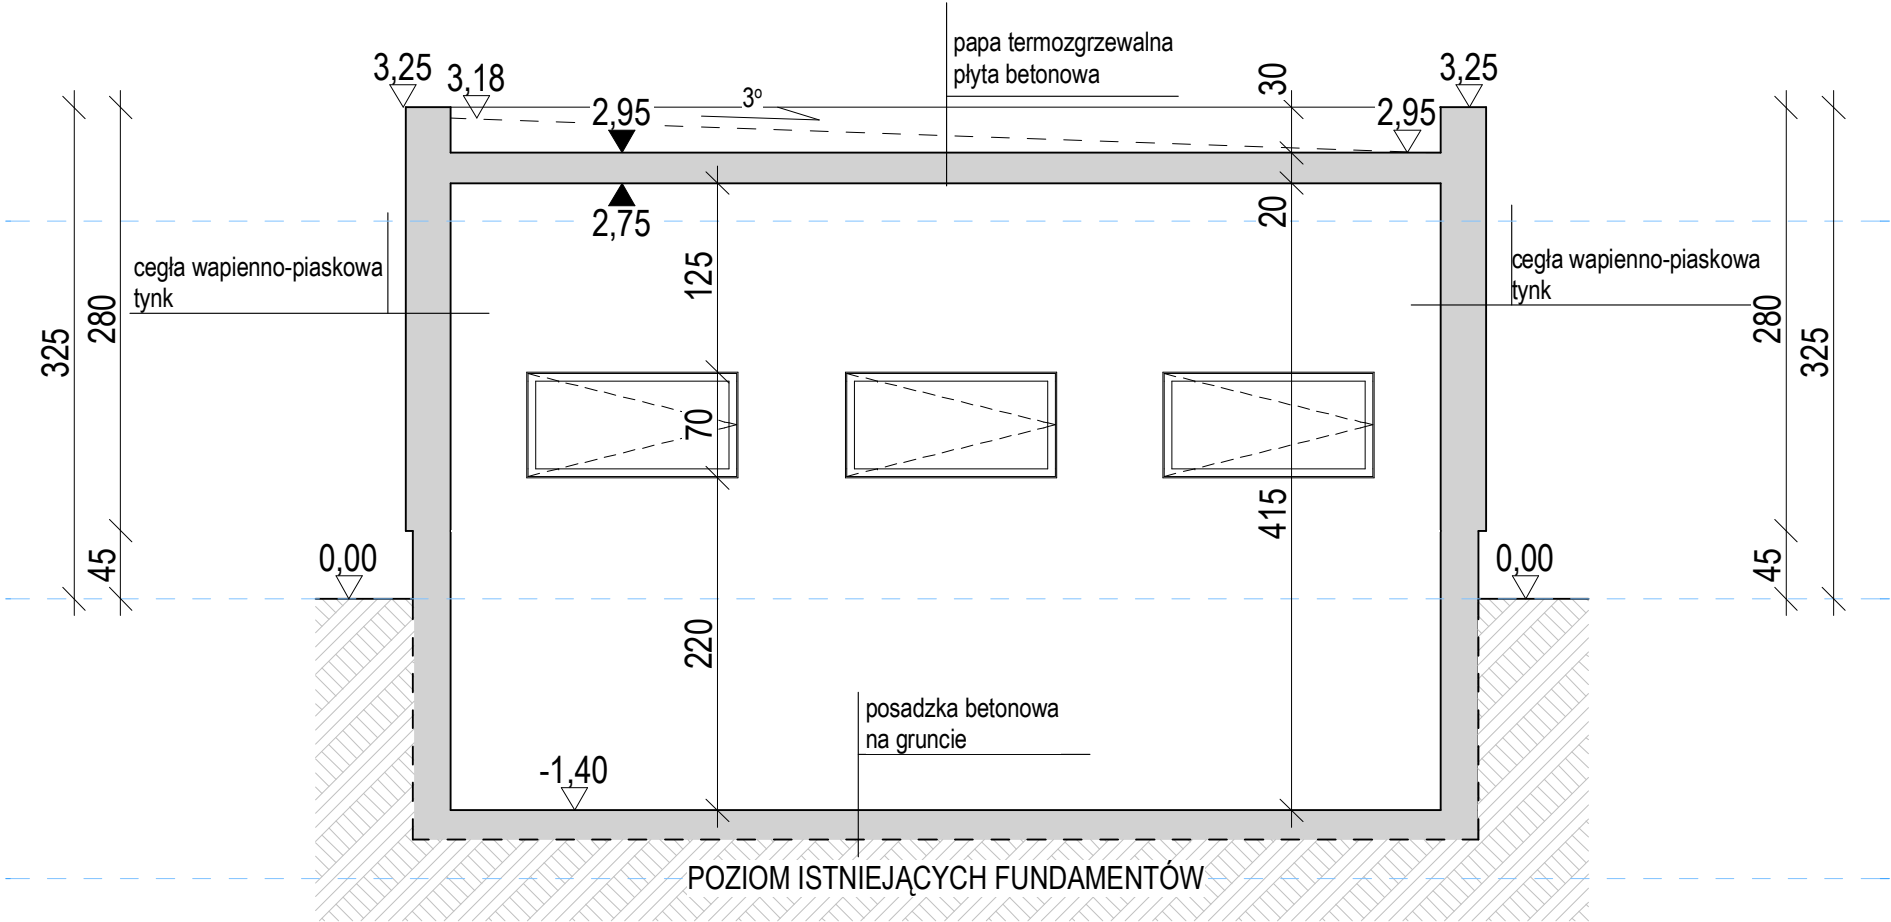 papa termozgrzewalna
płyta betonowa
3,25
3,18
3º
2,95
30
2,95
3,25
2,75
20
cegła wapienno-piaskowa
tynk
125
cegła wapienno-piaskowa
tynk
325
280
280
325
70
415
45
0,00
0,00
45
220
posadzka betonowa
na gruncie
-1,40
POZIOM ISTNIEJĄCYCH FUNDAMENTÓW